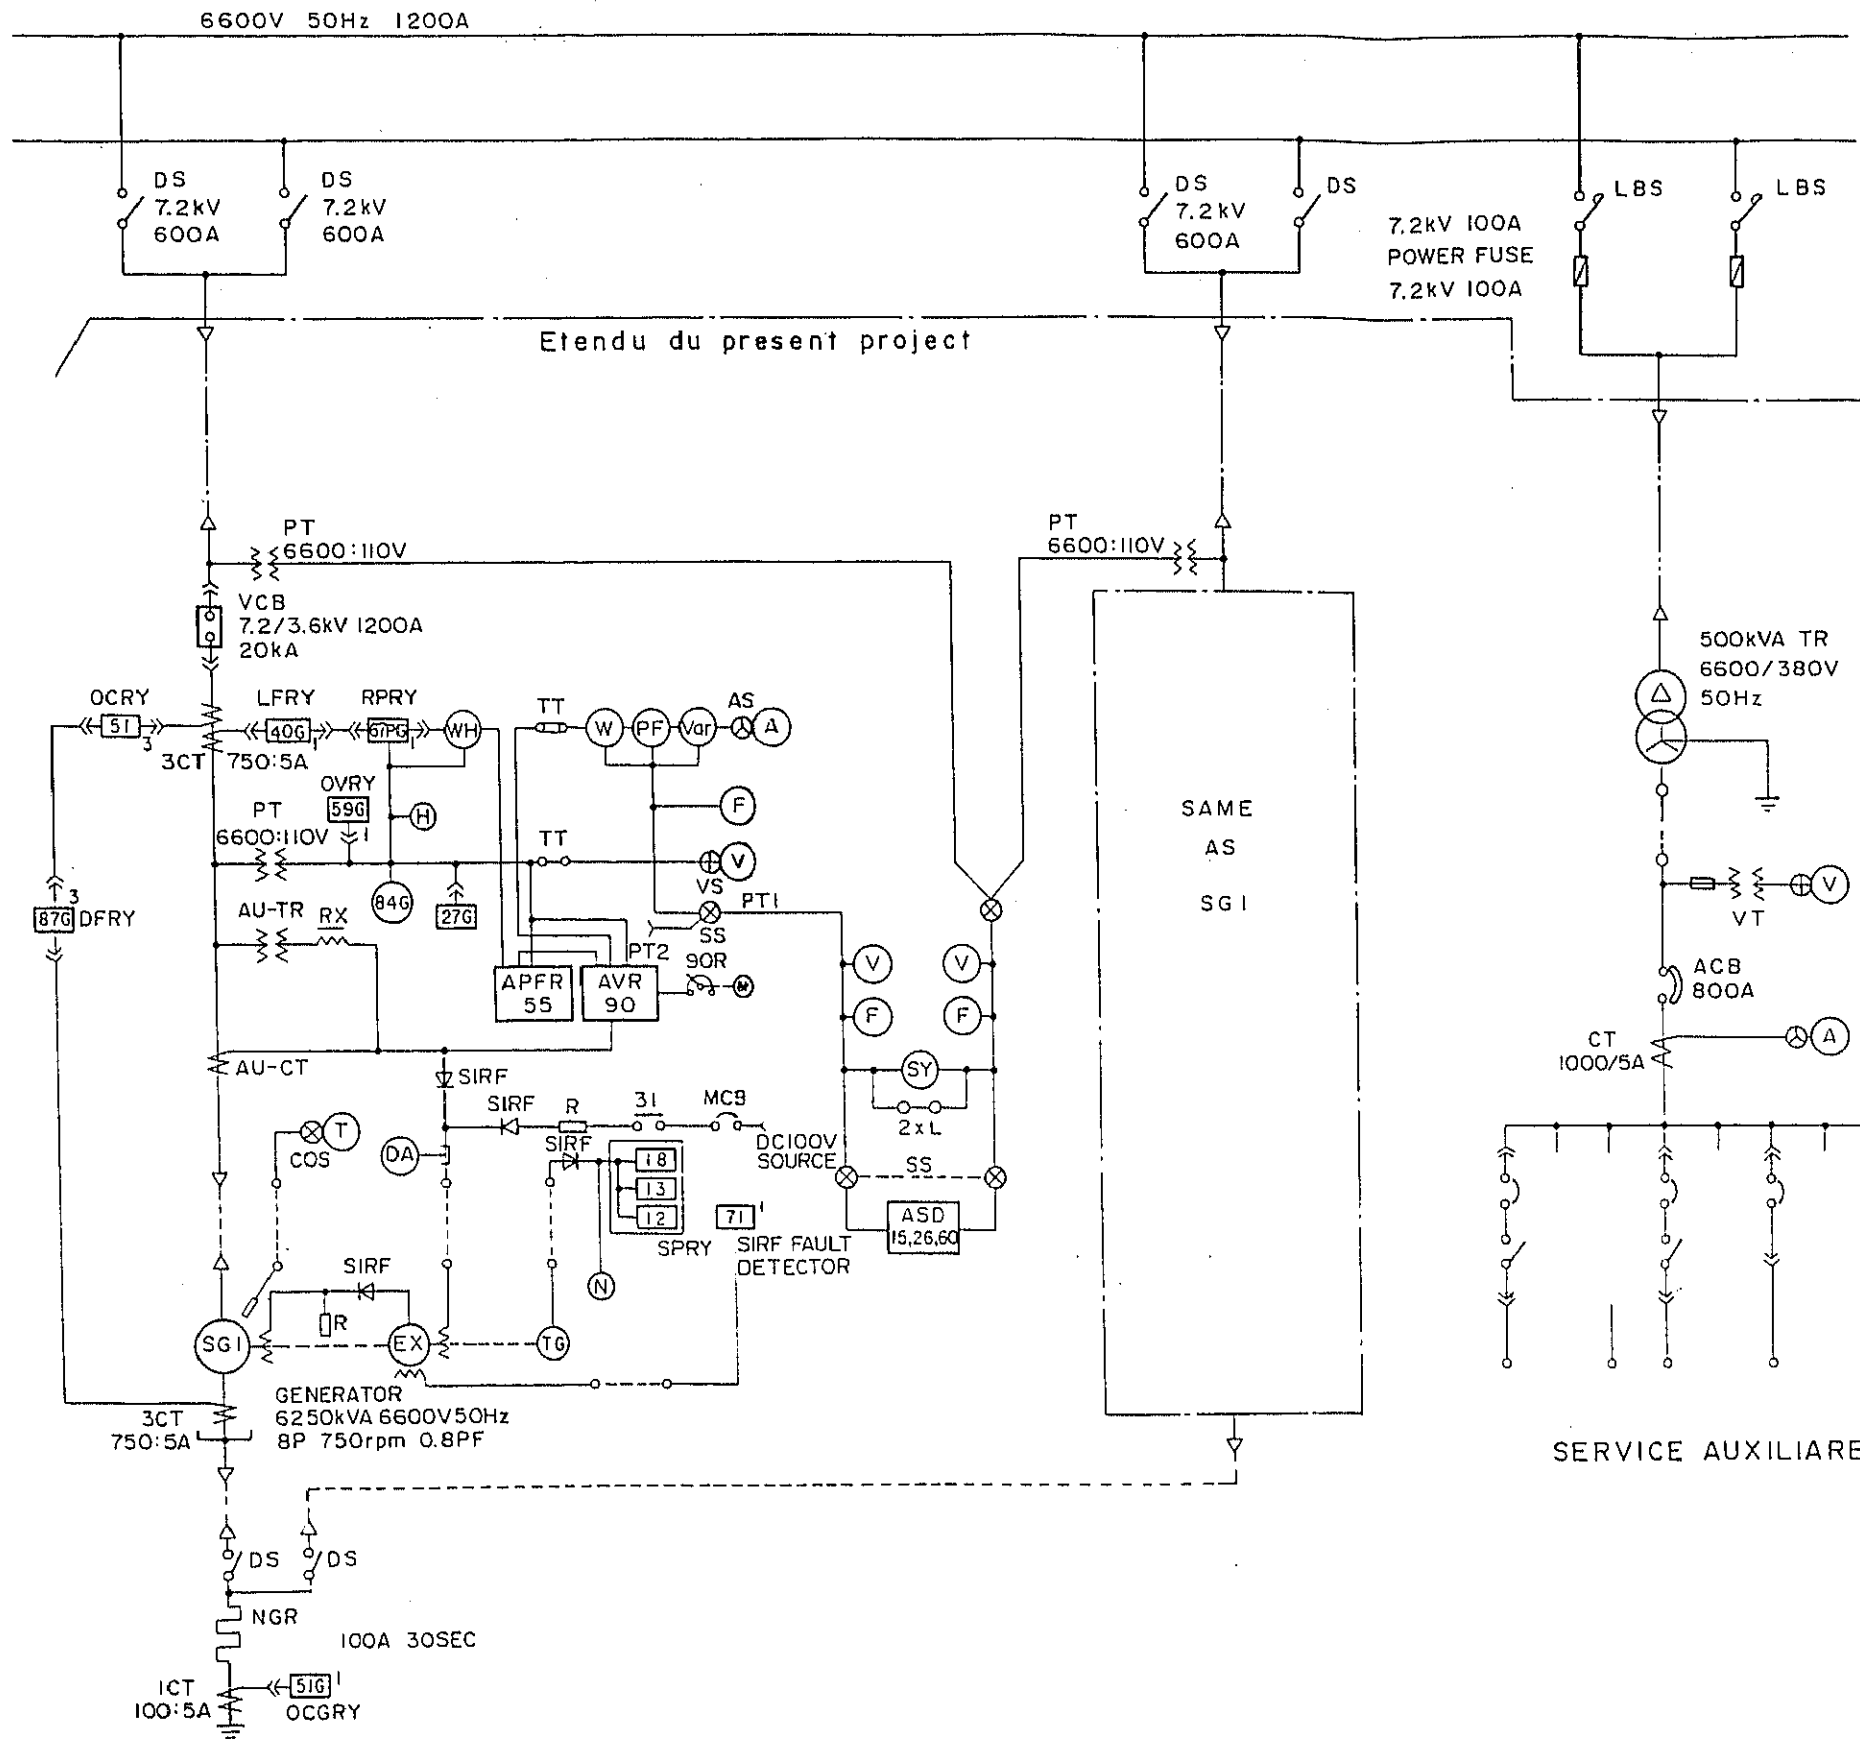 6600V 50Hz 1200A
DS
7.2kV
600A
DS
7.2kV
600A
DS
7.2kV
600A
DS
LBS
LBS
7.2kV 100A
POWER FUSE
7.2kV 100A
Etendu du present project
PT
6600:110V
PT
6600:110V
VCB
7.2/3.6kV 1200A
20kA
500kVA TR
6600/380V
50Hz
OCRY
51
3
LFRY
40G
1
RPRY
67PG
1
WH
TT
W
PF
Var
AS
A
3CT
750:5A
OVRY
59G
1
H
F
PT
6600:110V
TT
VS
V
84G
27G
3
87G
DFRY
AU-TR
RX
SS
PT1
PT2
90R
APFR
55
AVR
90
V
V
F
F
SAME
AS
SG1
V
VT
ACB
800A
CT
1000/5A
A
AU-CT
SIRF
SIRF
R
31
MCB
DC100V
SOURCE
SY
2xL
T
COS
DA
SIRF
18
13
12
SPRY
71
1
SIRF FAULT
DETECTOR
SS
ASD
15,26,60
N
SIRF
R
SG1
EX
TG
GENERATOR
6250kVA 6600V 50Hz
8P 750rpm 0.8PF
3CT
750:5A
SERVICE AUXILIARE
DS
DS
NGR
100A 30SEC
1CT
100:5A
51G
1
OCGRY